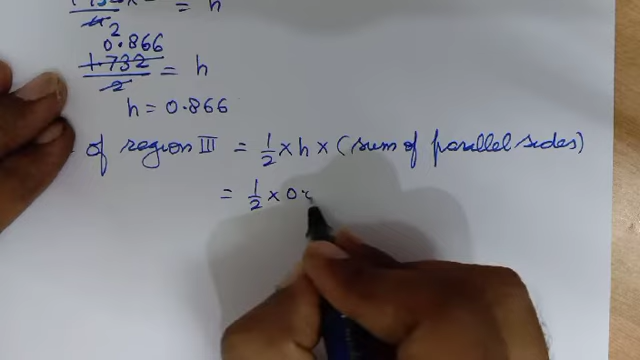 = h
0.866
1.732
2 = h
h = 0.866
of region III = 1/2 × h × (sum of parallel sides)
= 1/2 × 0.